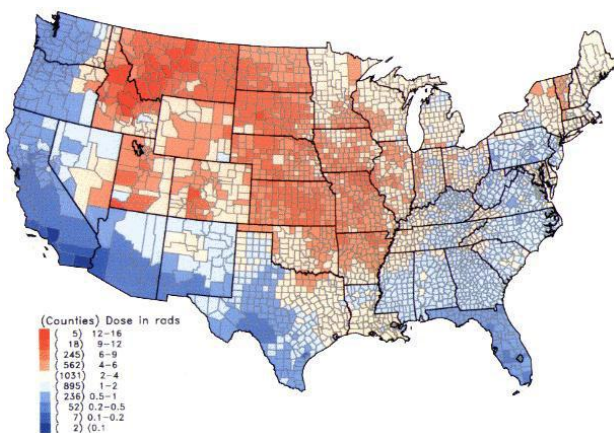 (Counties) Dose in rads
( 5) 12-16
( 18) 9-12
( 245) 6-9
( 562) 4-6
(1031) 2-4
( 895) 1-2
( 236) 0.5-1
( 52) 0.2-0.5
( 7) 0.1-0.2
( 2) (0.1